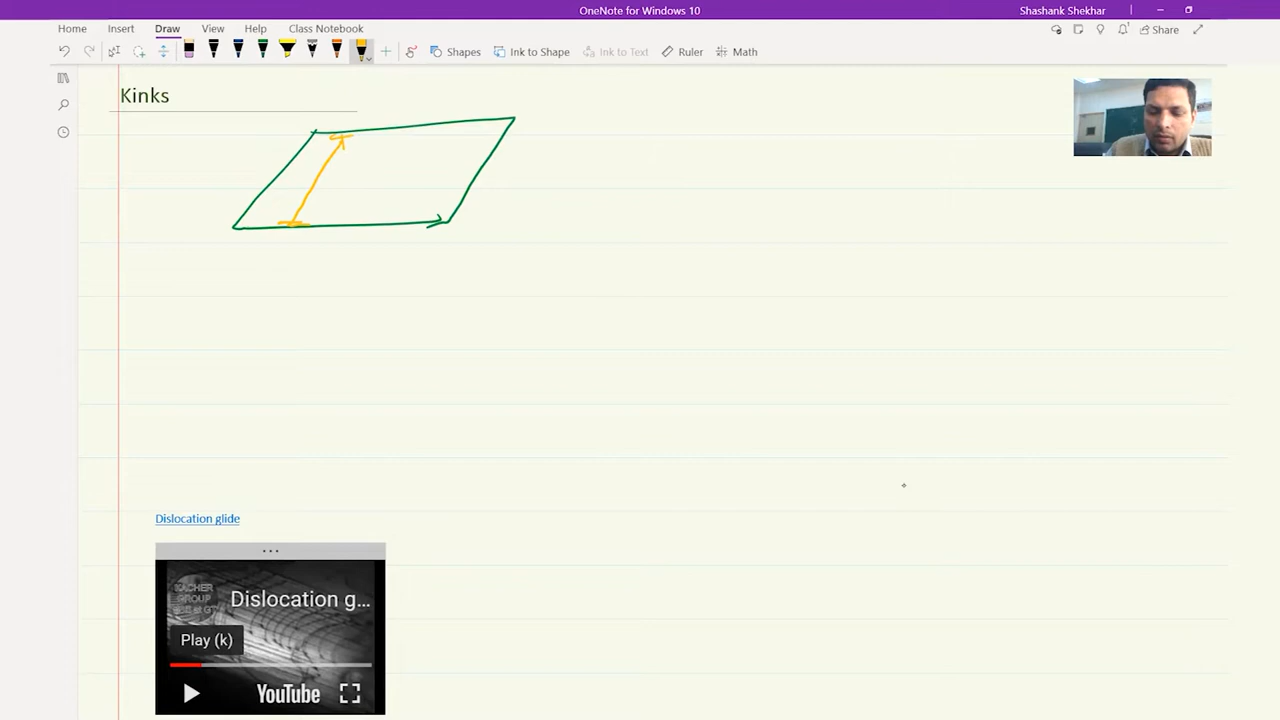 OneNote for Windows 10
Shashank Shekhar
Home Insert Draw View Help Class Notebook
Share
Shapes Ink to Shape Ink to Text Ruler Math
Kinks
Dislocation glide
Dislocation g...
Play (k)
YouTube